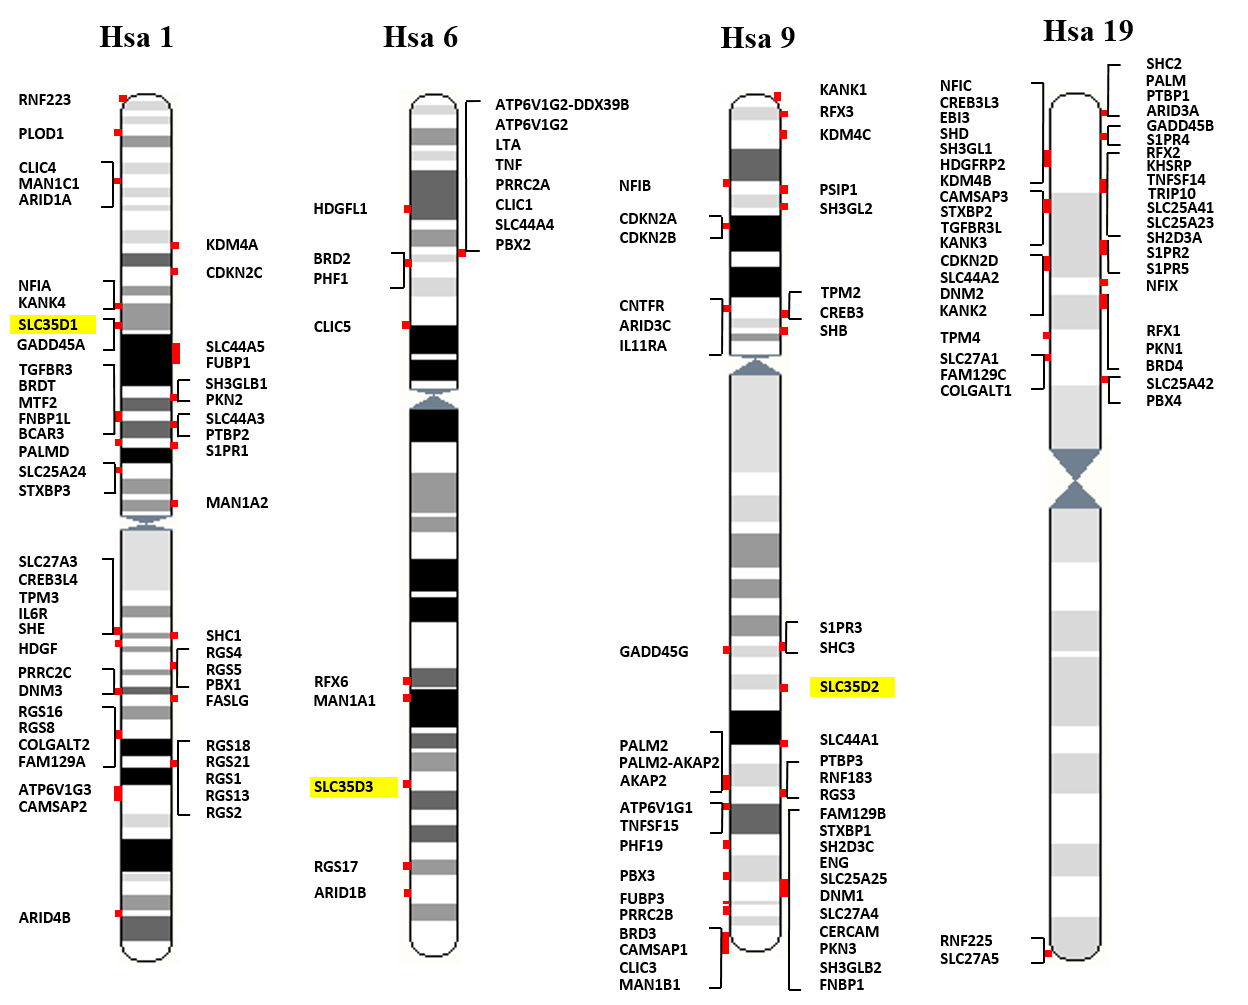 Hsa 1
RNF223
PLOD1
CLIC4
MAN1C1
ARID1A
NFIA
KANK4
SLC35D1
GADD45A
TGFBR3
BRDT
MTF2
FNBP1L
BCAR3
PALMD
SLC25A24
STXBP3
SLC27A3
CREB3L4
TPM3
IL6R
SHE
HDGF
PRRC2C
DNM3
RGS16
RGS8
COLGALT2
FAM129A
ATP6V1G3
CAMSAP2
ARID4B
KDM4A
CDKN2C
SLC44A5
FUBP1
SH3GLB1
PKN2
SLC44A3
PTBP2
S1PR1
MAN1A2
SHC1
RGS4
RGS5
PBX1
FASLG
RGS18
RGS21
RGS1
RGS13
RGS2
Hsa 6
HDGFL1
BRD2
PHF1
CLIC5
RFX6
MAN1A1
SLC35D3
RGS17
ARID1B
ATP6V1G2-DDX39B
ATP6V1G2
LTA
TNF
PRRC2A
CLIC1
SLC44A4
PBX2
Hsa 9
NFIB
CDKN2A
CDKN2B
CNTFR
ARID3C
IL11RA
GADD45G
PALM2
PALM2-AKAP2
AKAP2
ATP6V1G1
TNFSF15
PHF19
PBX3
FUBP3
PRRC2B
BRD3
CAMSAP1
CLIC3
MAN1B1
KANK1
RFX3
KDM4C
PSIP1
SH3GL2
TPM2
CREB3
SHB
S1PR3
SHC3
SLC35D2
SLC44A1
PTBP3
RNF183
RGS3
FAM129B
STXBP1
SH2D3C
ENG
SLC25A25
DNM1
SLC27A4
CERCAM
PKN3
SH3GLB2
FNBP1
Hsa 19
NFIC
CREB3L3
EBI3
SHD
SH3GL1
HDGFRP2
KDM4B
CAMSAP3
STXBP2
TGFBR3L
KANK3
CDKN2D
SLC44A2
DNM2
KANK2
TPM4
SLC27A1
FAM129C
COLGALT1
RNF225
SLC27A5
SHC2
PALM
PTBP1
ARID3A
GADD45B
S1PR4
RFX2
KHSRP
TNFSF14
TRIP10
SLC25A41
SLC25A23
SH2D3A
S1PR2
S1PR5
NFIX
RFX1
PKN1
BRD4
SLC25A42
PBX4